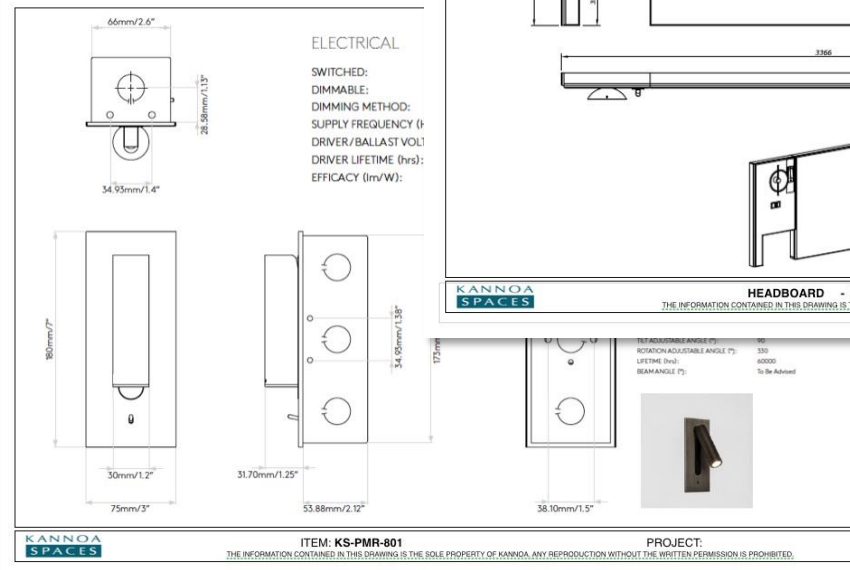 66mm/2.6"
28.58mm/1.13"
34.93mm/1.4"
ELECTRICAL
SWITCHED:
DIMMABLE:
DIMMING METHOD:
SUPPLY FREQUENCY (H
DRIVER/BALLAST VOLT
DRIVER LIFETIME (hrs):
EFFICACY (lm/W):
3366
KANNOA
SPACES
HEADBOARD -
THE INFORMATION CONTAINED IN THIS DRAWING IS
180mm/7"
34.93mm/1.38"
173mm
30mm/1.2"
75mm/3"
31.70mm/1.25"
53.88mm/2.12"
38.10mm/1.5"
TILT ADJUSTABLE ANGLE (°): 90
ROTATION ADJUSTABLE ANGLE (°): 350
LIFETIME (hrs): 60000
BEAM ANGLE (°): To Be Advised
KANNOA
SPACES
ITEM: KS-PMR-801
PROJECT:
THE INFORMATION CONTAINED IN THIS DRAWING IS THE SOLE PROPERTY OF KANNOA. ANY REPRODUCTION WITHOUT THE WRITTEN PERMISSION IS PROHIBITED.